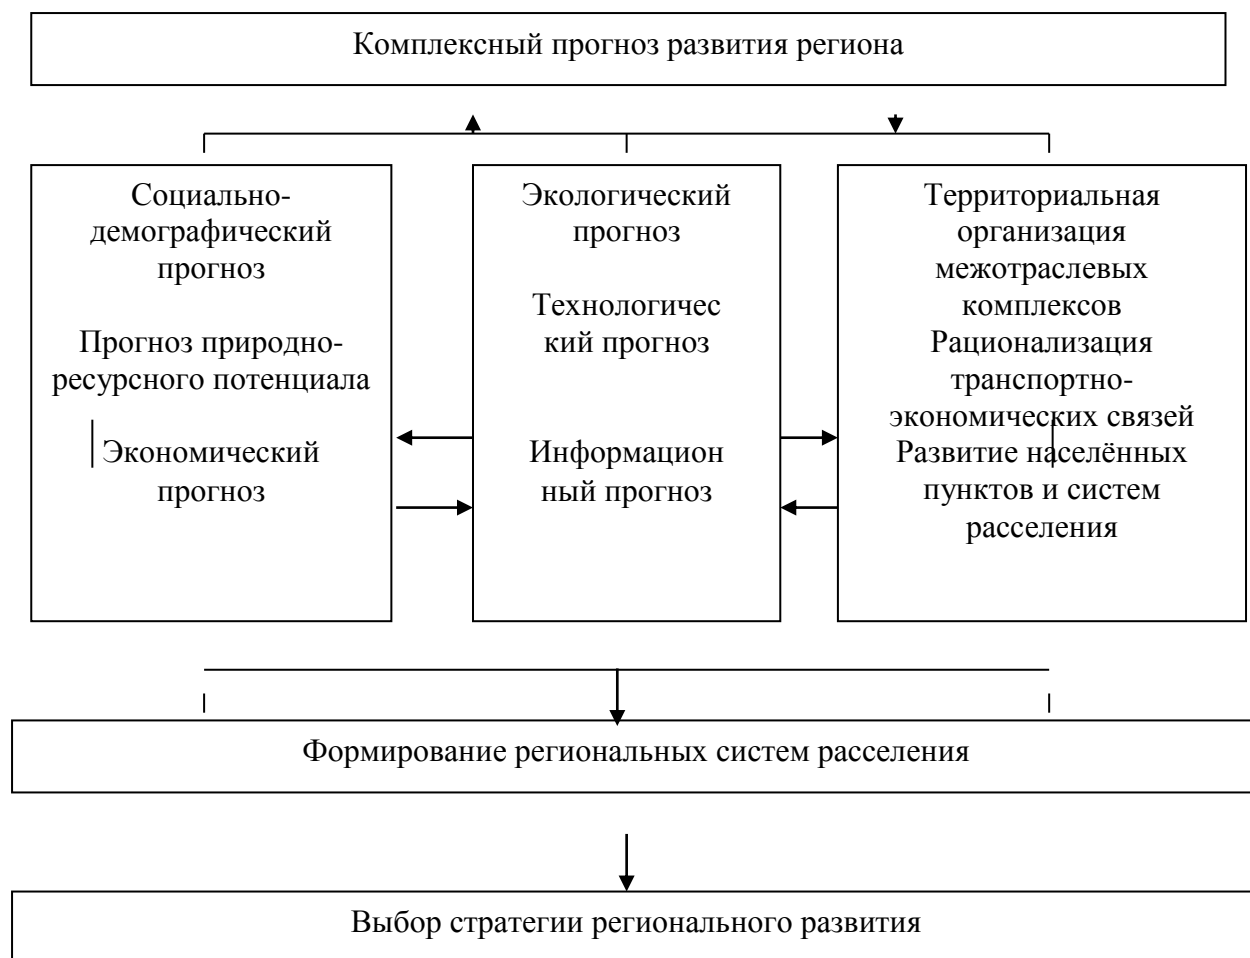 Комплексный прогноз развития региона
Социально-
демографический
прогноз
Прогноз природно-
ресурсного потенциала
Экономический
прогноз
Экологический
прогноз
Технологичес
кий прогноз
Информацион
ный прогноз
Территориальная
организация
межотраслевых
комплексов
Рационализация
транспортно-
экономических связей
Развитие населённых
пунктов и систем
расселения
Формирование региональных систем расселения
Выбор стратегии регионального развития